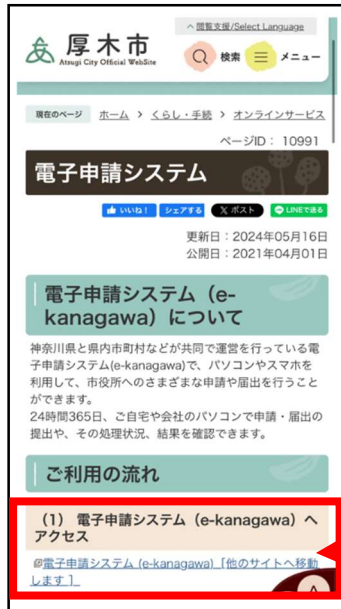 ^ 閲覧支援/Select Language
厚木市
Atsugi City Official WebSite
検索
メニュー
現在のページ ホーム > くらし・手続 > オンラインサービス
ページID： 10991
電子申請システム
いいね！ シェアする ポスト LINEで送る
更新日：2024年05月16日
公開日：2021年04月01日
電子申請システム（e-
kanagawa）について
神奈川県と県内市町村などが共同で運営を行っている電
子申請システム(e-kanagawa)で、パソコンやスマホを
利用して、市役所へのさまざまな申請や届出を行うこと
ができます。
24時間365日、ご自宅や会社のパソコンで申請・届出の
提出や、その処理状況、結果を確認できます。
ご利用の流れ
（1） 電子申請システム（e-kanagawa）へ
アクセス
電子申請システム (e-kanagawa)［他のサイトへ移動
します］